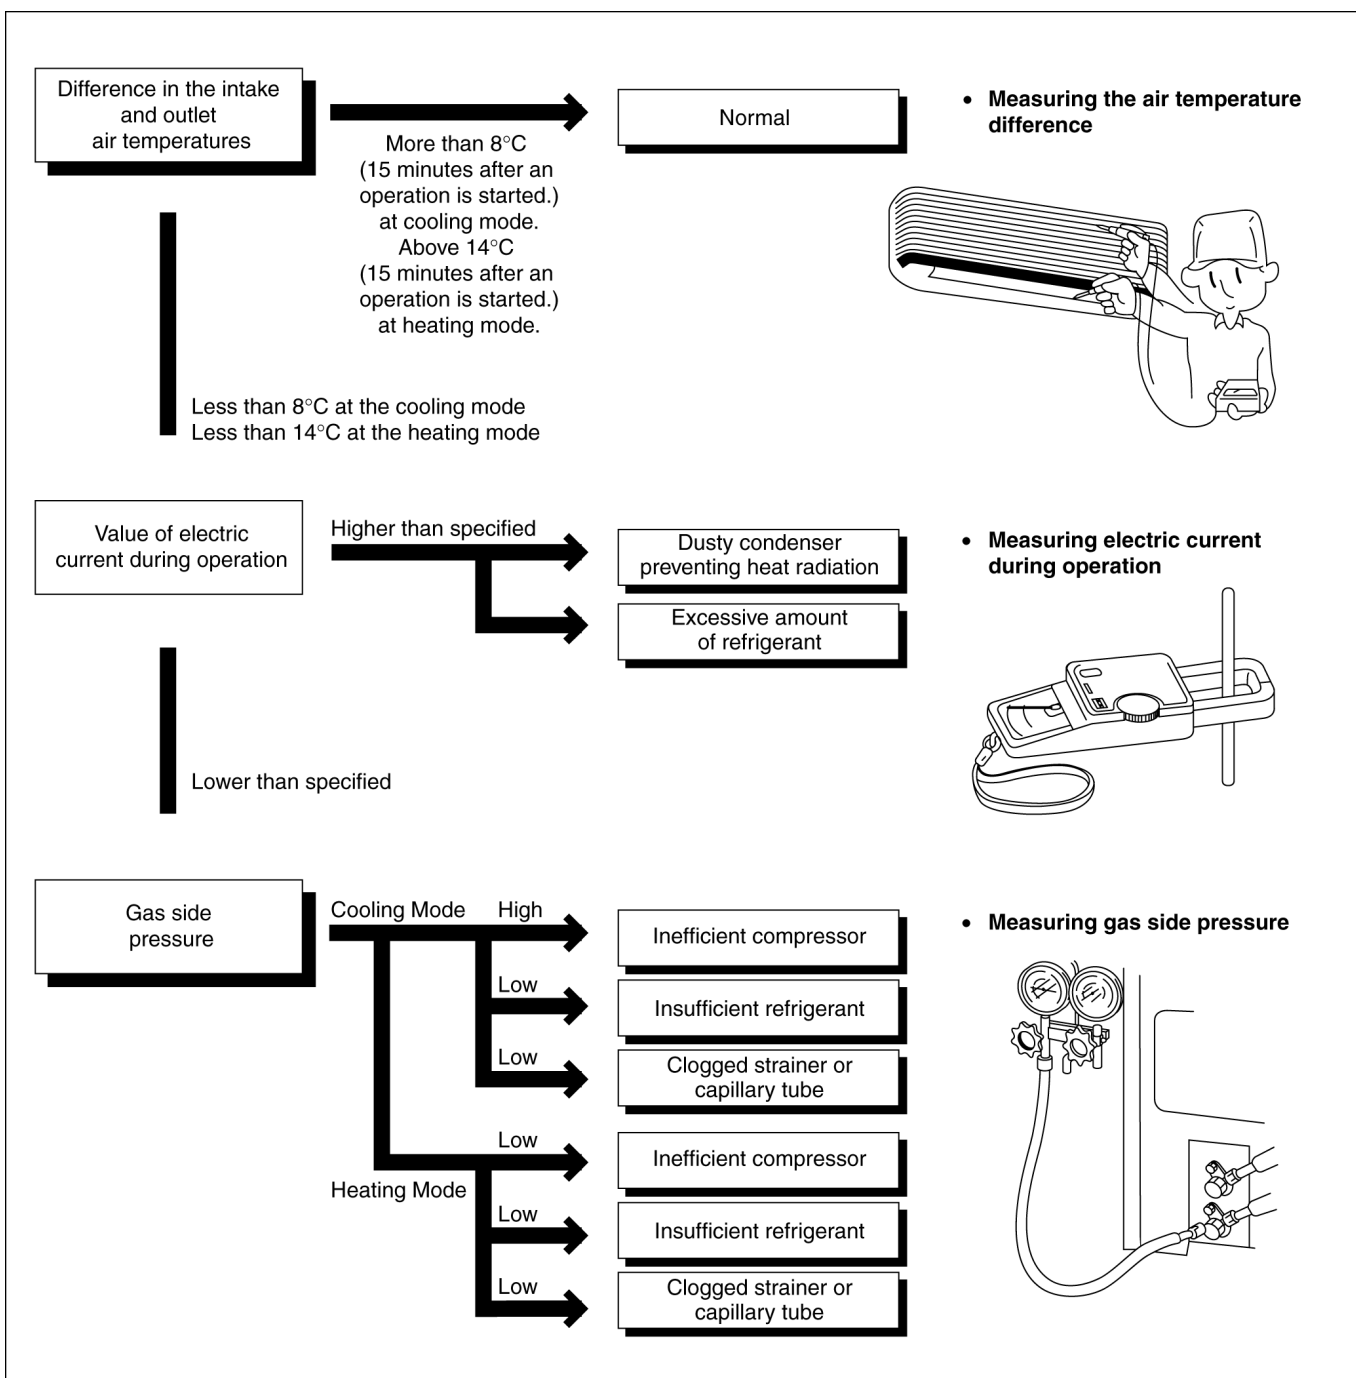 Difference in the intake
and outlet
air temperatures
More than 8°C
(15 minutes after an
operation is started.)
at cooling mode.
Above 14°C
(15 minutes after an
operation is started.)
at heating mode.
Normal
• Measuring the air temperature
difference
Less than 8°C at the cooling mode
Less than 14°C at the heating mode
Value of electric
current during operation
Higher than specified
Dusty condenser
preventing heat radiation
Excessive amount
of refrigerant
• Measuring electric current
during operation
Lower than specified
Gas side
pressure
Cooling Mode
High
Inefficient compressor
Low
Insufficient refrigerant
Low
Clogged strainer or
capillary tube
Heating Mode
Low
Inefficient compressor
Low
Insufficient refrigerant
Low
Clogged strainer or
capillary tube
• Measuring gas side pressure